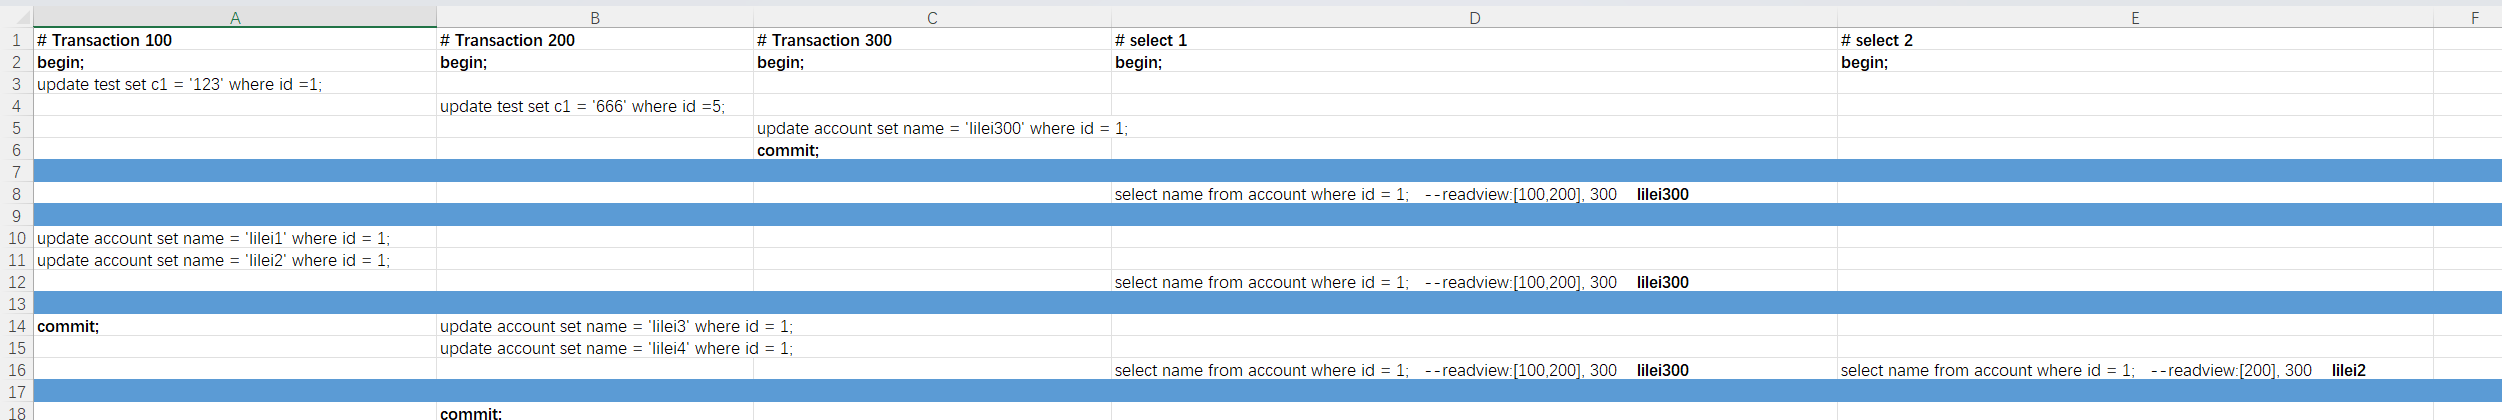 A B C D E F
1 # Transaction 100 # Transaction 200 # Transaction 300 # select 1 # select 2
2 begin; begin; begin; begin; begin;
3 update test set c1 = '123' where id =1;
4 update test set c1 = '666' where id =5;
5 update account set name = 'lilei300' where id = 1;
6 commit;
7
8 select name from account where id = 1; --readview:[100,200], 300 lilei300
9
10 update account set name = 'lilei1' where id = 1;
11 update account set name = 'lilei2' where id = 1;
12 select name from account where id = 1; --readview:[100,200], 300 lilei300
13
14 commit; update account set name = 'lilei3' where id = 1;
15 update account set name = 'lilei4' where id = 1;
16 select name from account where id = 1; --readview:[100,200], 300 lilei300 select name from account where id = 1; --readview:[200], 300 lilei2
17
18 commit;